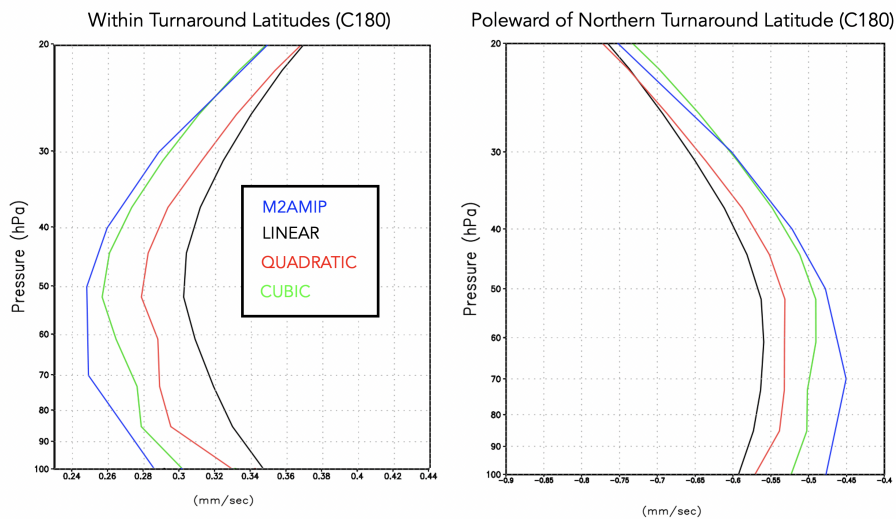 Within Turnaround Latitudes (C180)
20
30
40
50
60
70
80
90
100
Pressure (hPa)
0.24 0.26 0.28 0.3 0.32 0.34 0.36 0.38 0.4 0.42 0.44
(mm/sec)
M2AMIP
LINEAR
QUADRATIC
CUBIC
Poleward of Northern Turnaround Latitude (C180)
20
30
40
50
60
70
80
90
100
Pressure (hPa)
-0.9 -0.85 -0.8 -0.75 -0.7 -0.65 -0.6 -0.55 -0.5 -0.45 -0.4
(mm/sec)